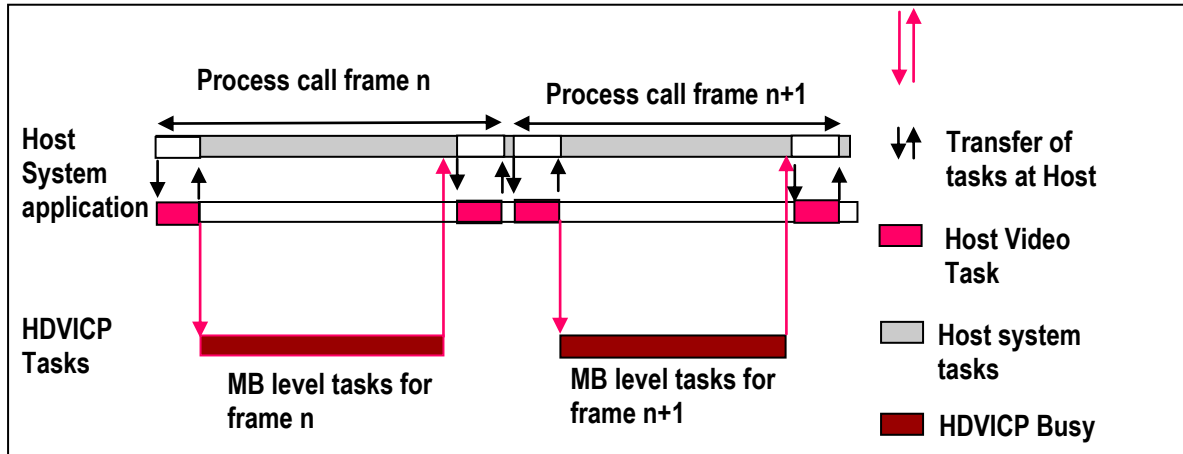 Process call frame n
Process call frame n+1
Host
System
application
HDVICP
Tasks
MB level tasks for
frame n
MB level tasks for
frame n+1
Transfer of
tasks at Host
Host Video
Task
Host system
tasks
HDVICP Busy